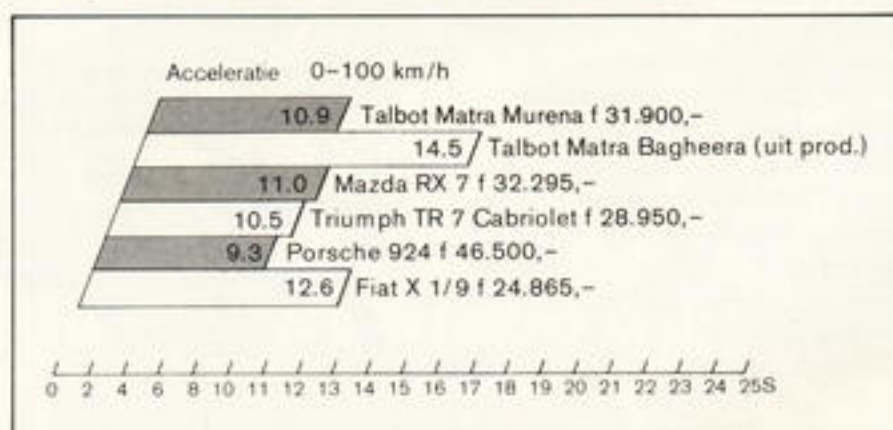 Acceleratie 0-100 km/h
10.9 Talbot Matra Murena f 31.900,-
14.5 Talbot Matra Bagheera (uit prod.)
11.0 Mazda RX 7 f 32.295,-
10.5 Triumph TR 7 Cabriolet f 28.950,-
9.3 Porsche 924 f 46.500,-
12.6 Fiat X 1/9 f 24.865,-
0 2 4 6 8 10 11 12 13 14 15 16 17 18 19 20 21 22 23 24 25S